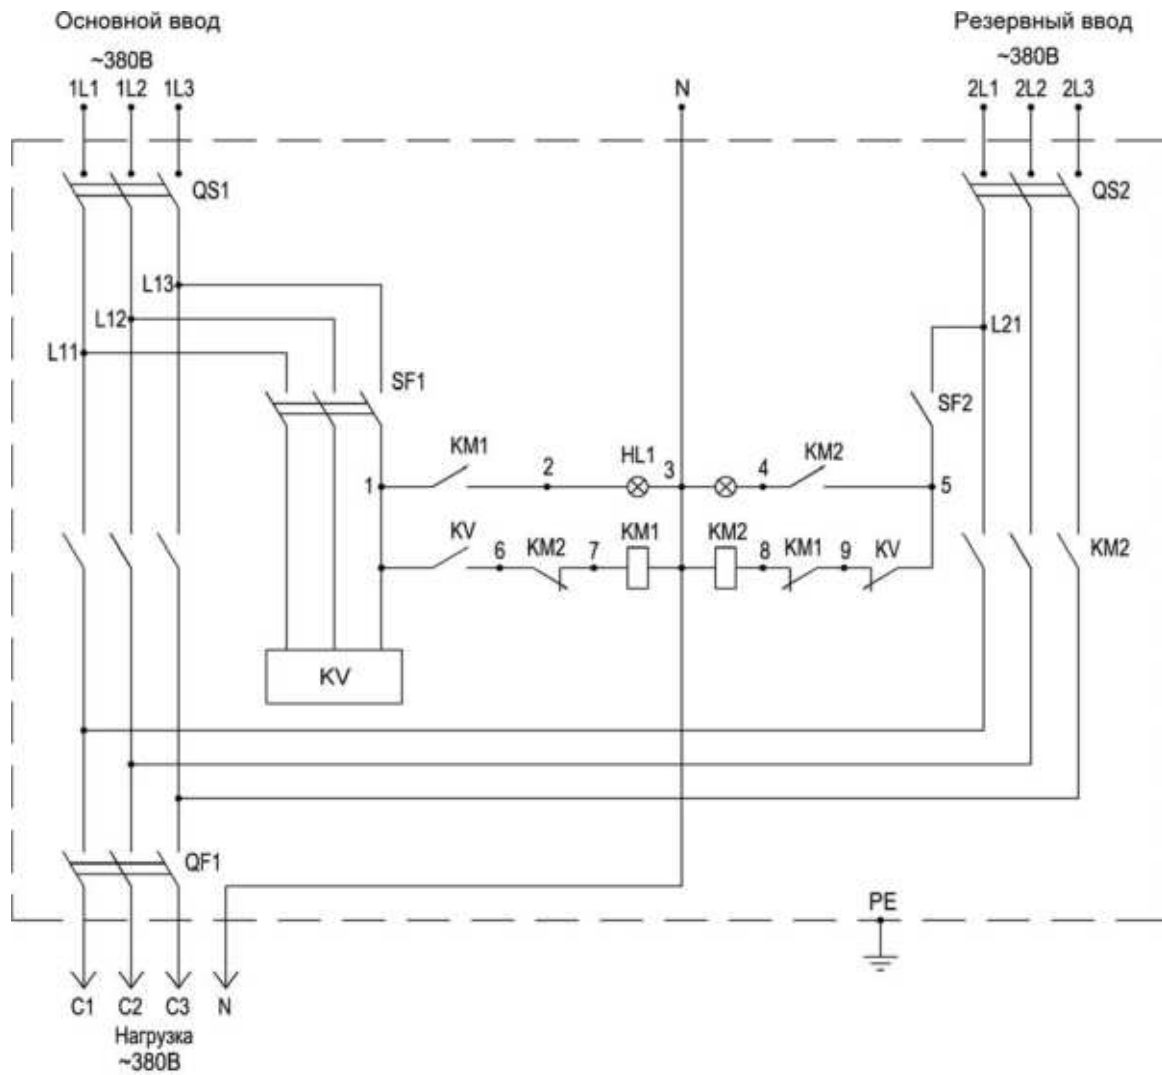 Основной ввод
Резервный ввод
~380В
~380В
1L1 1L2 1L3
N
2L1 2L2 2L3
QS1
QS2
L13
L12
L11
L21
SF1
SF2
KM1
HL1
KM2
1
2
3
4
5
KV
KM2
KM1
KM2
KM1
KV
KM2
6
7
8
9
KV
QF1
PE
C1 C2 C3 N
Нагрузка
~380В